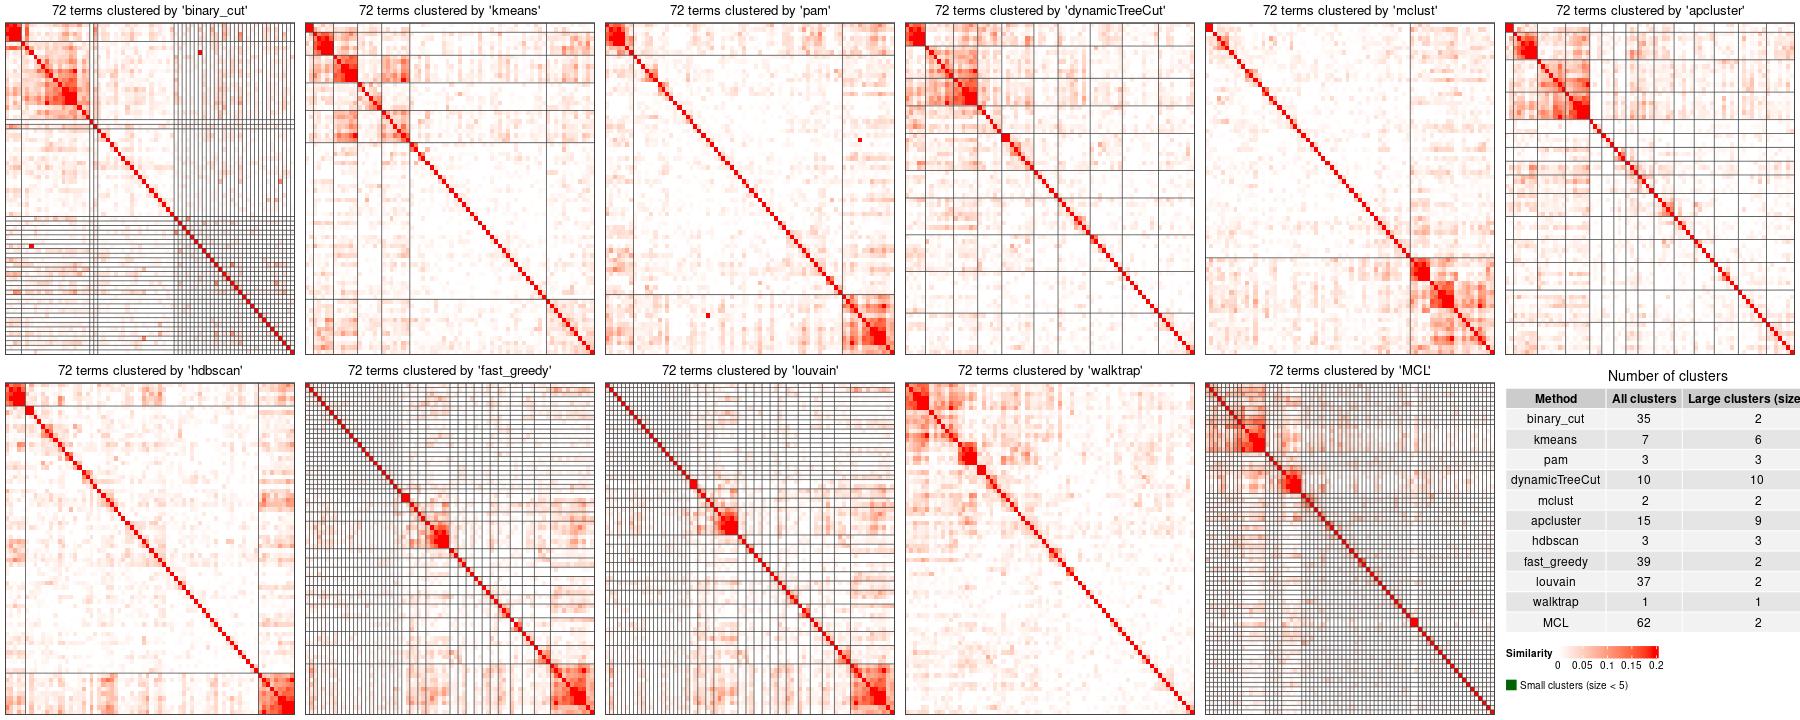 72 terms clustered by 'binary_cut'
72 terms clustered by 'kmeans'
72 terms clustered by 'pam'
72 terms clustered by 'dynamicTreeCut'
72 terms clustered by 'mclust'
72 terms clustered by 'apcluster'
72 terms clustered by 'hdbscan'
72 terms clustered by 'fast_greedy'
72 terms clustered by 'louvain'
72 terms clustered by 'walktrap'
72 terms clustered by 'MCL'
Number of clusters
Method All clusters Large clusters (size
binary_cut 35 2
kmeans 7 6
pam 3 3
dynamicTreeCut 10 10
mclust 2 2
apcluster 15 9
hdbscan 3 3
fast_greedy 39 2
louvain 37 2
walktrap 1 1
MCL 62 2
Similarity
0 0.05 0.1 0.15 0.2
Small clusters (size < 5)